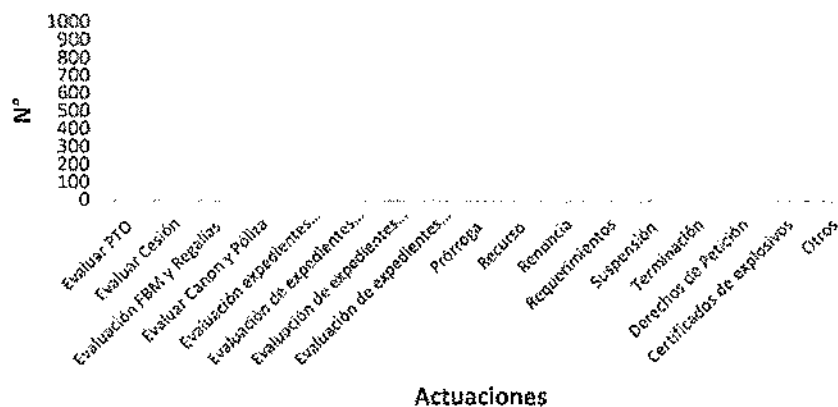 1000
900
800
700
600
500
400
300
200
100
0
N°
Evaluar PTO
Evaluar Cesión
Evaluación FBM y Regalías
Evaluar Canon y Póliza
Evaluación expedientes...
Evaluación de expedientes...
Evaluación de expedientes...
Evaluación de expedientes...
Prórroga
Recurso
Renuncia
Requerimientos
Suspensión
Terminación
Derechos de Petición
Certificados de explosivos
Otros
Actuaciones